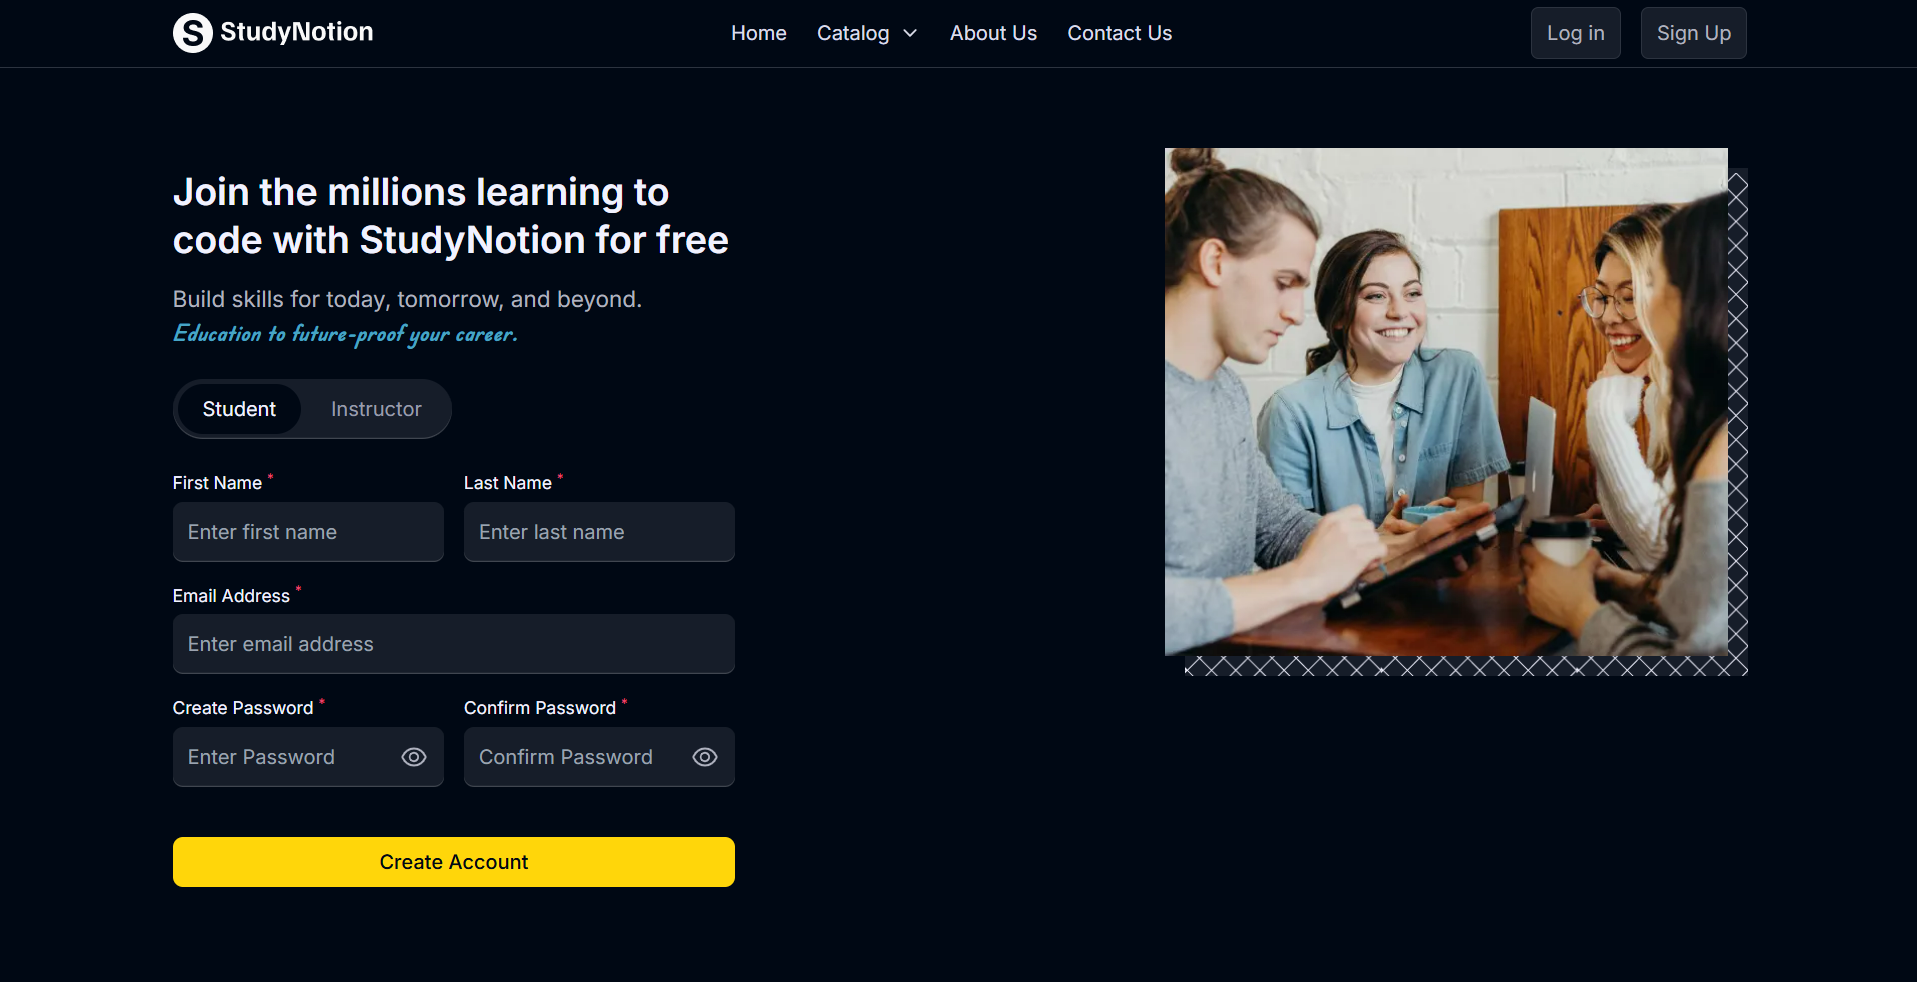 S StudyNotion
Home
Catalog
About Us
Contact Us
Log in
Sign Up
Join the millions learning to
code with StudyNotion for free
Build skills for today, tomorrow, and beyond.
Education to future-proof your career.
Student
Instructor
First Name *
Last Name *
Enter first name
Enter last name
Email Address *
Enter email address
Create Password *
Confirm Password *
Enter Password
Confirm Password
Create Account